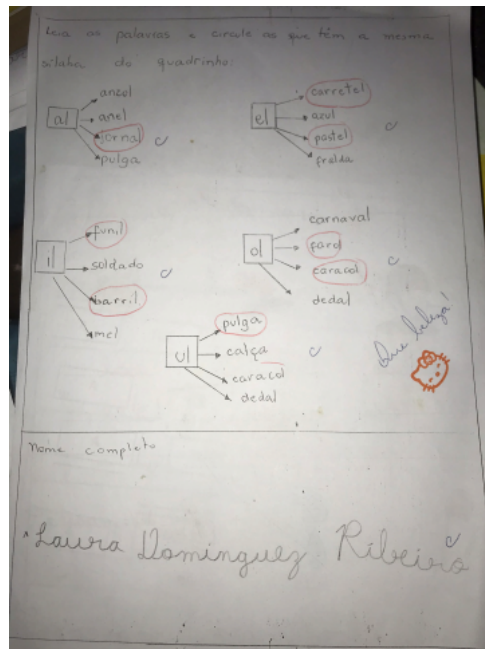 Leia as palavras e circule as que têm a mesma
sílaba do quadrinho:
al
anzol
anel
jornal
pulga
el
carretel
azul
pastel
fralda
il
funil
soldado
barril
mel
ol
carnaval
farol
caracol
dedal
ul
pulga
calça
caracol
dedal
Que beleza!
Nome completo
Laura Dominguez Ribeiro